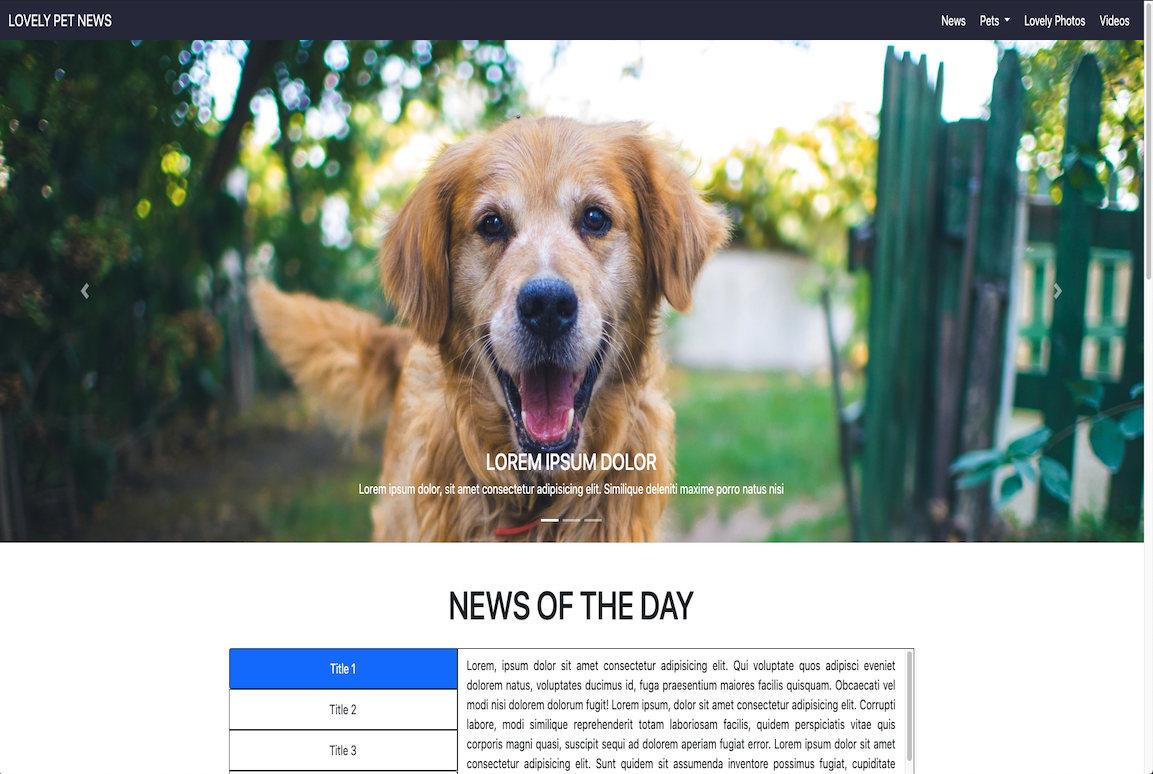 LOVELY PET NEWS
News Pets Lovely Photos Videos
LOREM IPSUM DOLOR
Lorem ipsum dolor, sit amet consectetur adipisicing elit. Similique deleniti maxime porro natus nisi
NEWS OF THE DAY
Title 1
Title 2
Title 3
Lorem, ipsum dolor sit amet consectetur adipisicing elit. Qui voluptate quos adipisci eveniet
dolorem natus, voluptates ducimus id, fuga praesentium maiores facilis quisquam. Obcaecati vel
modi nisi dolorem dolorum fugit! Lorem ipsum, dolor sit amet consectetur adipisicing elit. Corrupti
labore, modi similique reprehenderit totam laboriosam facilis, quidem perspiciatis vitae quis
corporis magni quasi, suscipit sequi ad dolorem aperiam fugiat error. Lorem ipsum dolor sit amet
consectetur adipisicing elit. Sunt quidem sit assumenda inventore possimus fugiat, cupiditate